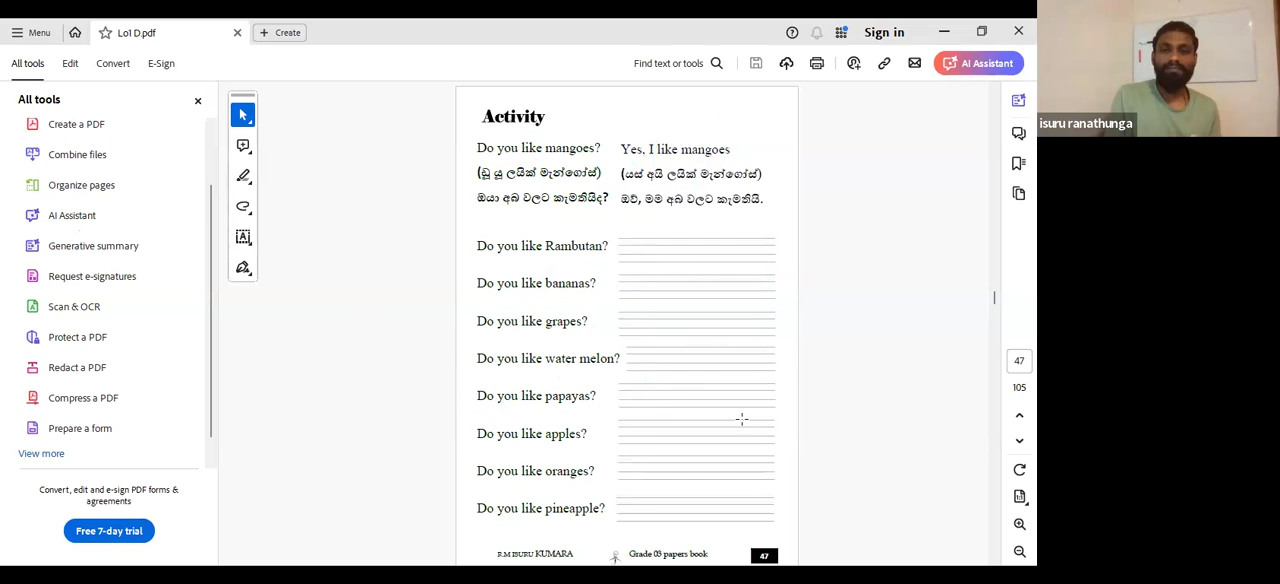 Menu
Lo1 D.pdf
Create
Sign in
All tools
Edit
Convert
E-Sign
Find text or tools
AI Assistant
All tools
Create a PDF
Combine files
Organize pages
AI Assistant
Generative summary
Request e-signatures
Scan & OCR
Protect a PDF
Redact a PDF
Compress a PDF
Prepare a form
View more
Convert, edit and e-sign PDF forms &
agreements
Free 7-day trial
Activity
Do you like mangoes? Yes, I like mangoes
(ඩූ යූ ලයික් මැන්ගෝස්) (යස් අයි ලයික් මැන්ගෝස්)
ඔයා අඹ වලට කැමතියිද? ඔව්, මම අඹ වලට කැමතියි.
Do you like Rambutan?
Do you like bananas?
Do you like grapes?
Do you like water melon?
Do you like papayas?
Do you like apples?
Do you like oranges?
Do you like pineapple?
R.M ISURU KUMARA Grade 03 papers book 47
47
105
isuru ranathunga